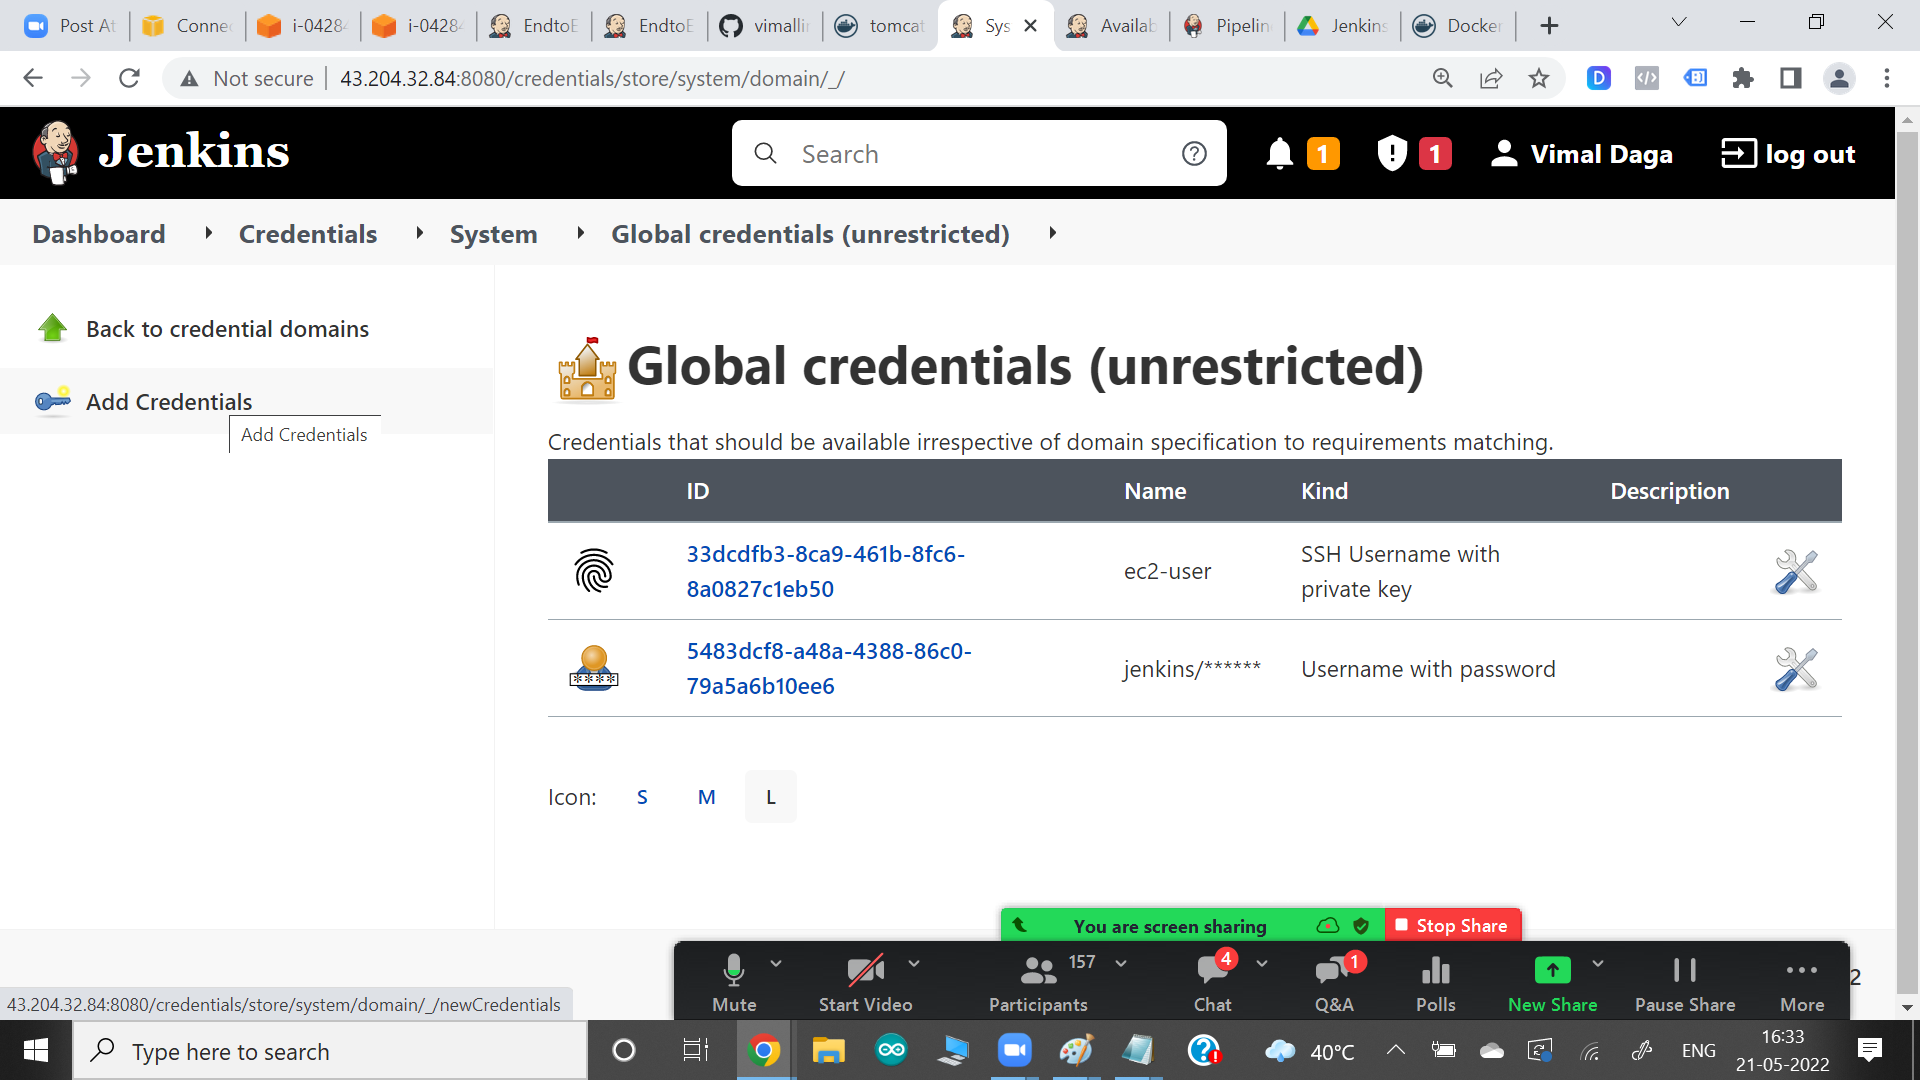 Post At
Connec
i-0428
i-0428
EndtoE
EndtoE
vimallin
tomcat
Sys
Availab
Pipelin
Jenkins
Docker
Not secure
43.204.32.84:8080/credentials/store/system/domain/_/
Jenkins
Search
1
1
Vimal Daga
log out
Dashboard
Credentials
System
Global credentials (unrestricted)
Back to credential domains
Add Credentials
Add Credentials
Global credentials (unrestricted)
Credentials that should be available irrespective of domain specification to requirements matching.
ID Name Kind Description
33dcdfb3-8ca9-461b-8fc6-
8a0827c1eb50
ec2-user
SSH Username with
private key
5483dcf8-a48a-4388-86c0-
79a5a6b10ee6
jenkins/******
Username with password
Icon: S M L
You are screen sharing
Stop Share
Mute
Start Video
157
Participants
4
Chat
1
Q&A
Polls
New Share
Pause Share
More
2
43.204.32.84:8080/credentials/store/system/domain/_/newCredentials
Type here to search
40°C
ENG
16:33
21-05-2022